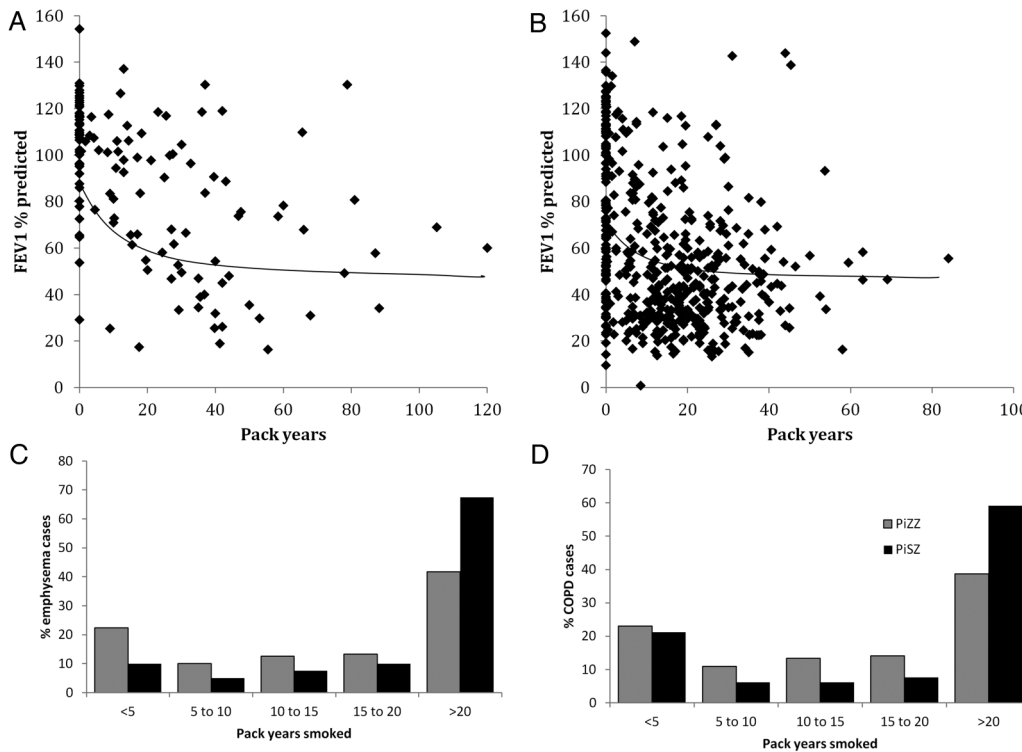 A
160
140
120
100
80
60
40
20
0
FEV1 % predicted
0 20 40 60 80 100 120
Pack years
B
160
140
120
100
80
60
40
20
0
FEV1 % predicted
0 20 40 60 80 100
Pack years
C
80
70
60
50
40
30
20
10
0
% emphysema cases
<5 5 to 10 10 to 15 15 to 20 >20
Pack years smoked
D
70
60
50
40
30
20
10
0
% COPD cases
PiZZ
PiSZ
<5 5 to 10 10 to 15 15 to 20 >20
Pack years smoked